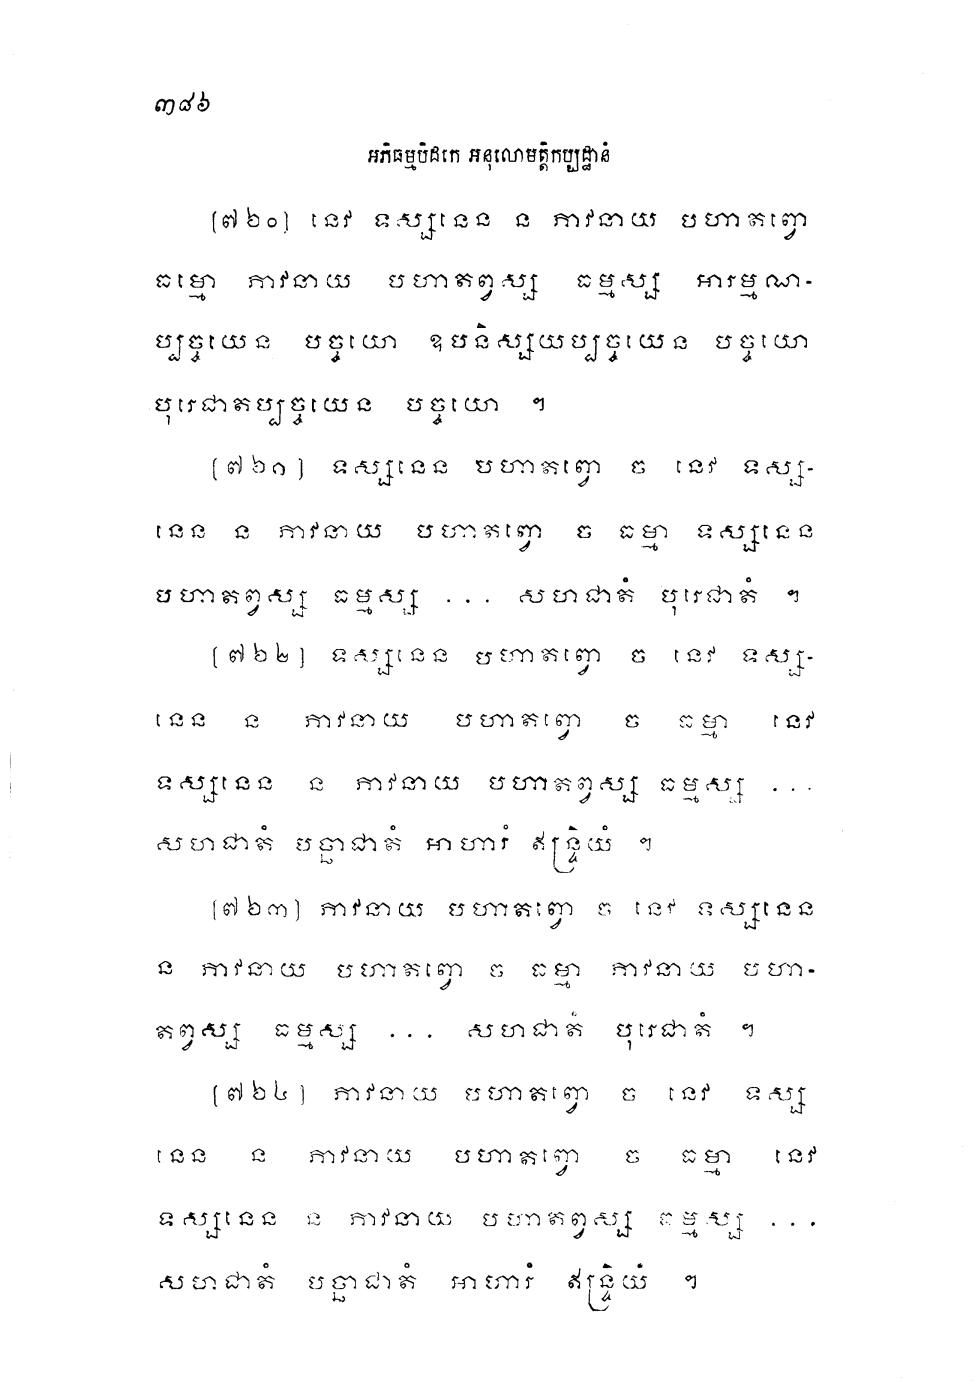 ៣៨៦
អភិធម្មបិដកេ អនុលោមត្តិកប្បដ្ឋានំ
[៧២០] នេវ ទស្សនេន ន ភាវនាយ បហាតព្វោ
ធម្មោ ភាវនាយ បហាតព្វស្ស ធម្មស្ស អារម្មណ-
ប្បច្ចយេន បច្ចយោ ឧបនិស្សយប្បច្ចយេន បច្ចយោ
បុរេជាតប្បច្ចយេន បច្ចយោ ។
[៧២១] ទស្សនេន បហាតព្វោ ច នេវ ទស្ស-
នេន ន ភាវនាយ បហាតព្វោ ច ធម្មា ទស្សនេន
បហាតព្វស្ស ធម្មស្ស ... សហជាតំ បុរេជាតំ ។
[៧២២] ទស្សនេន បហាតព្វោ ច នេវ ទស្ស-
នេន ន ភាវនាយ បហាតព្វោ ច ធម្មា នេវ
ទស្សនេន ន ភាវនាយ បហាតព្វស្ស ធម្មស្ស ...
សហជាតំ បច្ឆាជាតំ អាហារំ ឥន្ទ្រិយំ ។
[៧២៣] ភាវនាយ បហាតព្វោ ច នេវ ទស្សនេន
ន ភាវនាយ បហាតព្វោ ច ធម្មា ភាវនាយ បហា-
តព្វស្ស ធម្មស្ស ... សហជាតំ បុរេជាតំ ។
[៧២៤] ភាវនាយ បហាតព្វោ ច នេវ ទស្ស
នេន ន ភាវនាយ បហាតព្វោ ច ធម្មា នេវ
ទស្សនេន ន ភាវនាយ បហាតព្វស្ស ធម្មស្ស ...
សហជាតំ បច្ឆាជាតំ អាហារំ ឥន្ទ្រិយំ ។